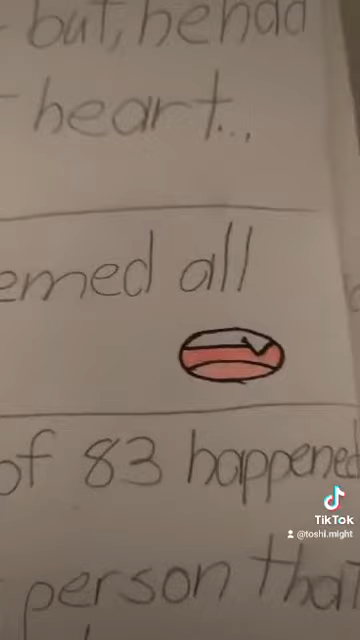 but, he had
heart...
emed all
of 83 happened
person that
TikTok
@toshi.might